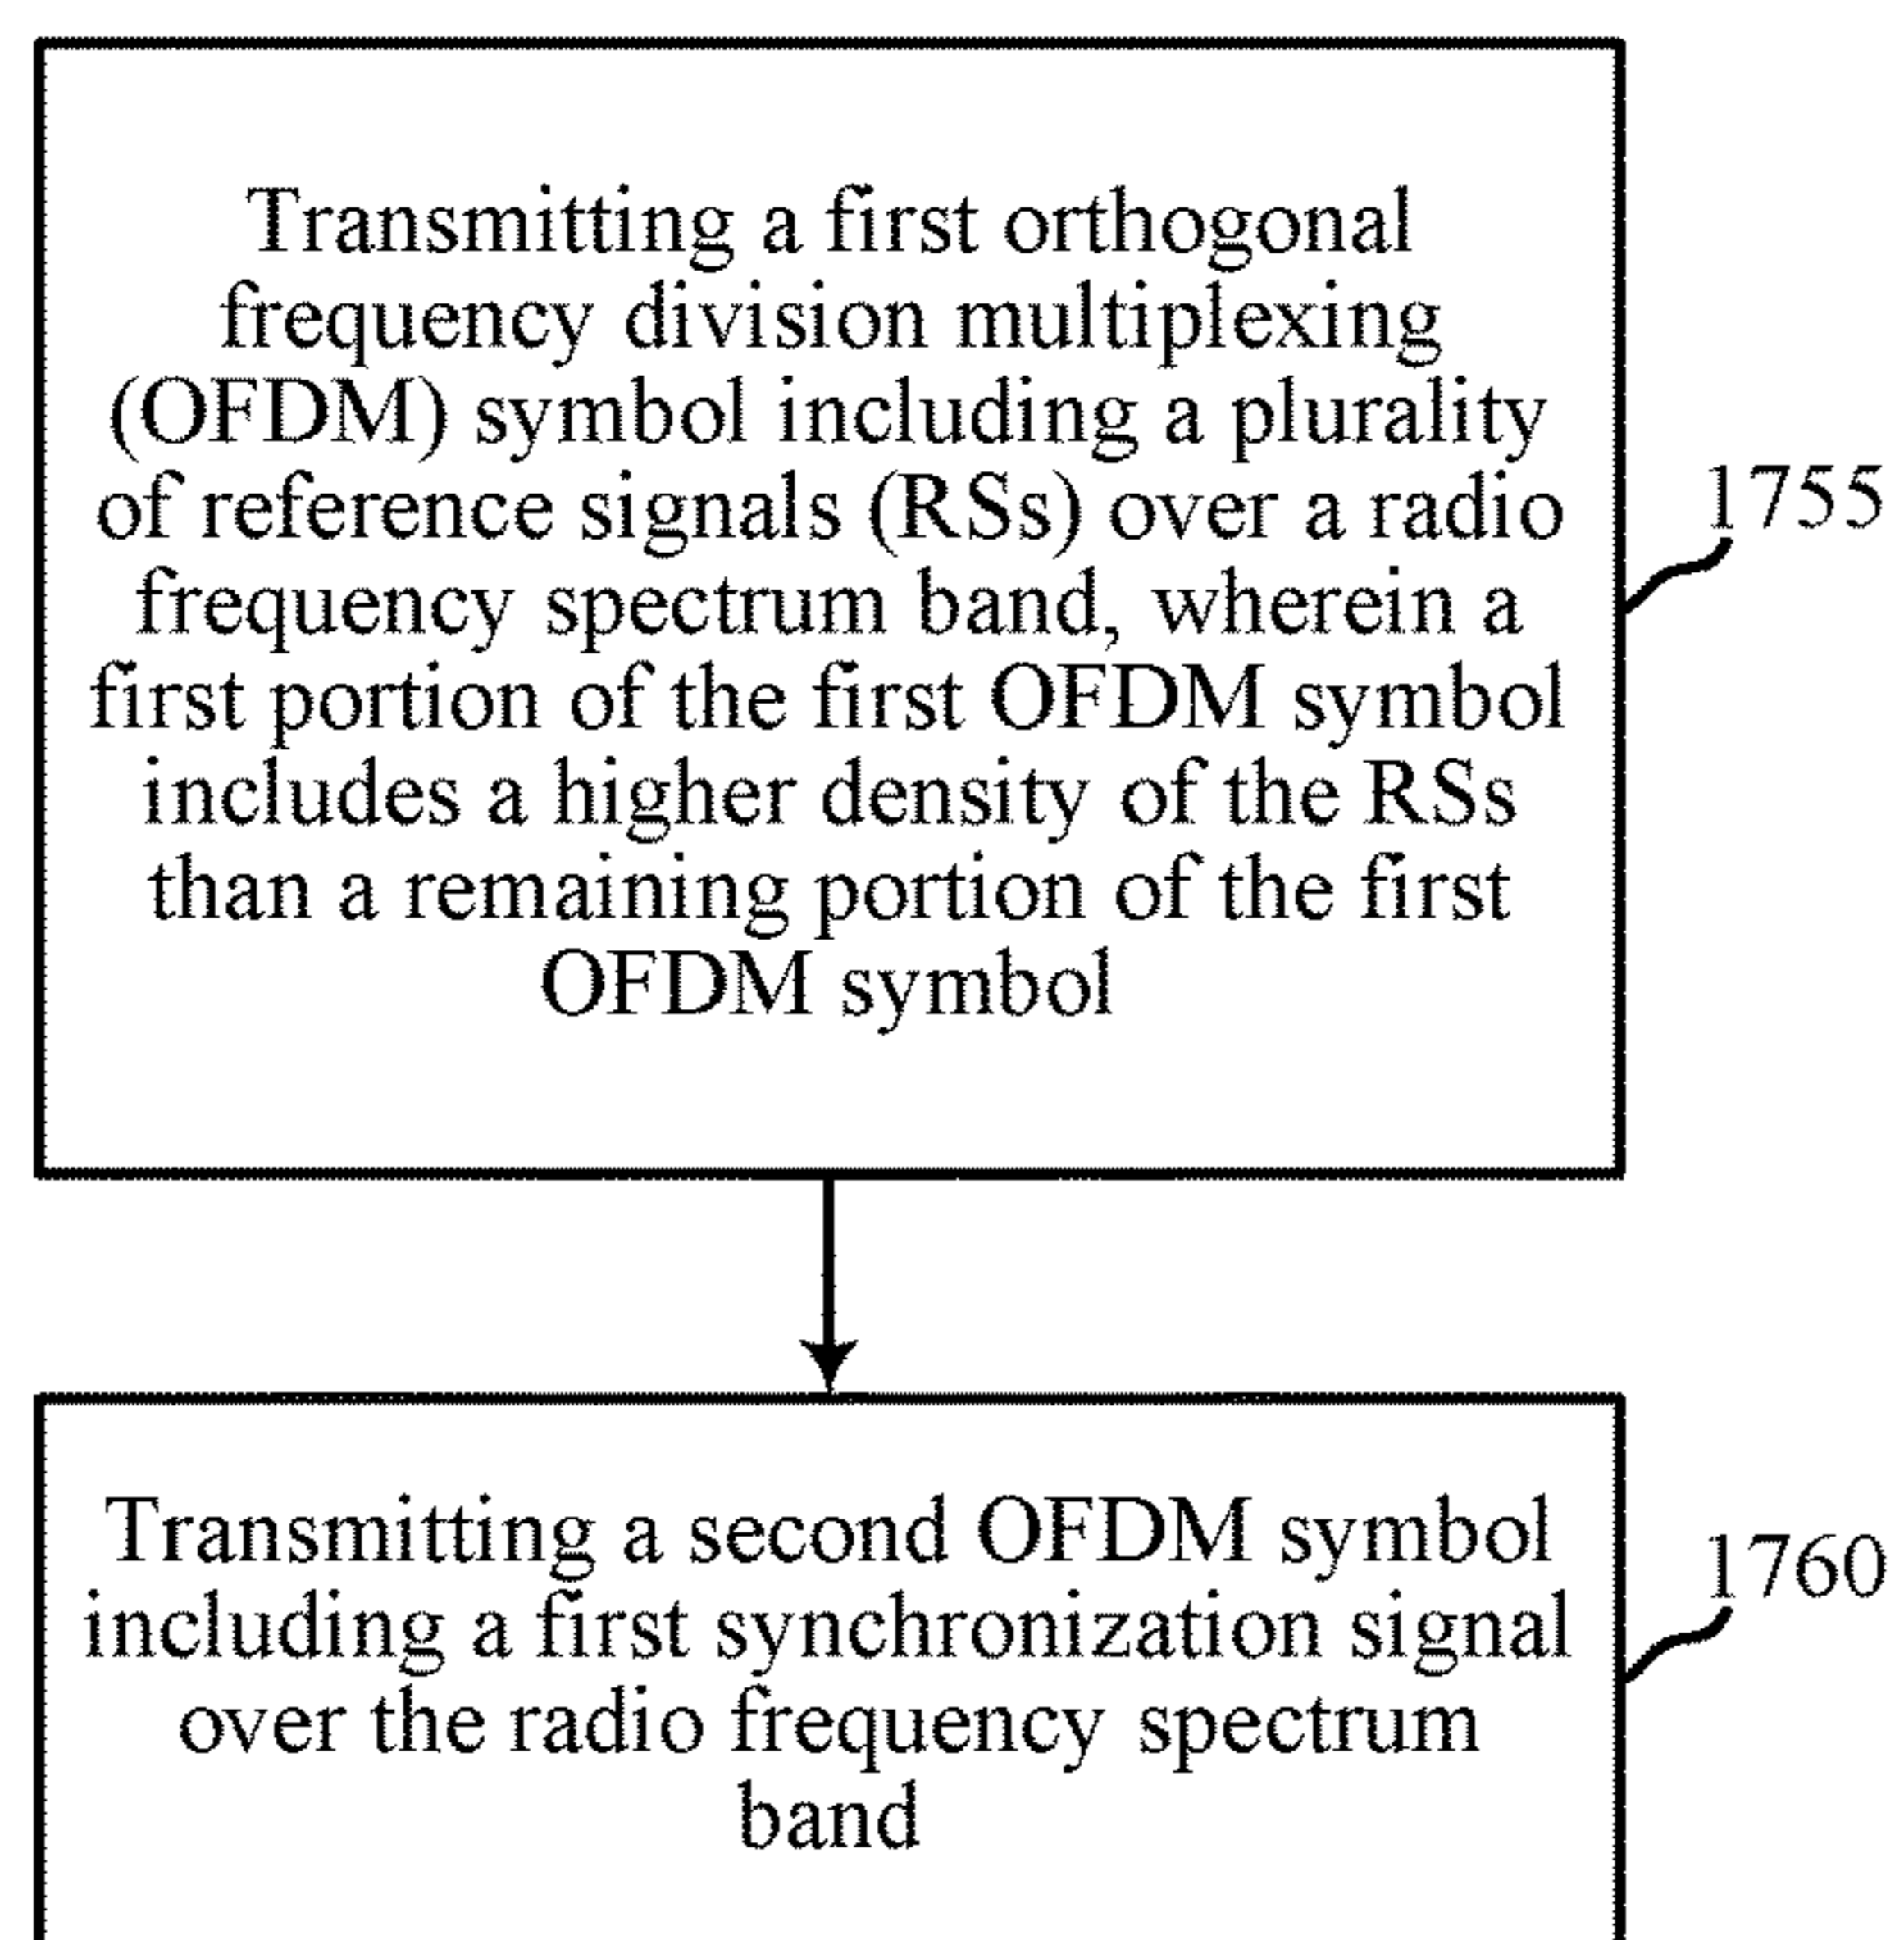 Transmitting a first orthogonal
frequency division multiplexing
(OFDM) symbol including a plurality
of reference signals (RSs) over a radio
frequency spectrum band, wherein a
first portion of the first OFDM symbol
includes a higher density of the RSs
than a remaining portion of the first
OFDM symbol
1755
Transmitting a second OFDM symbol
including a first synchronization signal
over the radio frequency spectrum
band
1760